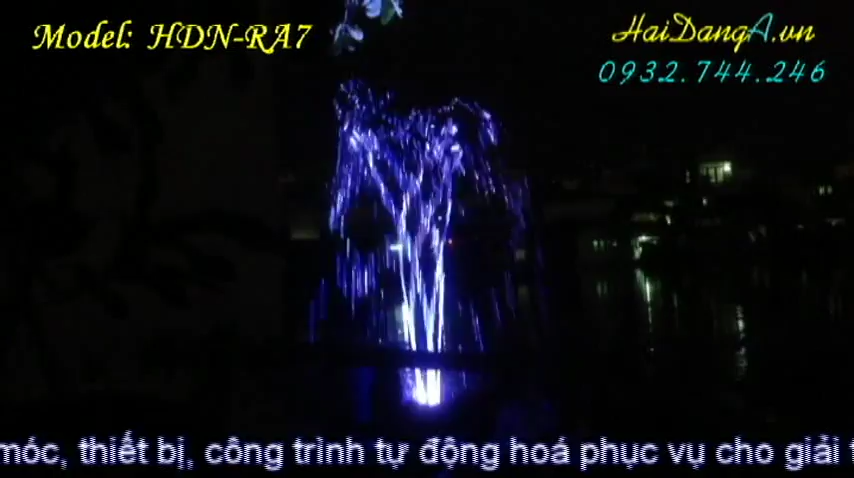 Model: HDN-RA7
HaiDangA.vn
0932.744.246
móc, thiết bị, công trình tự động hoá phục vụ cho giải